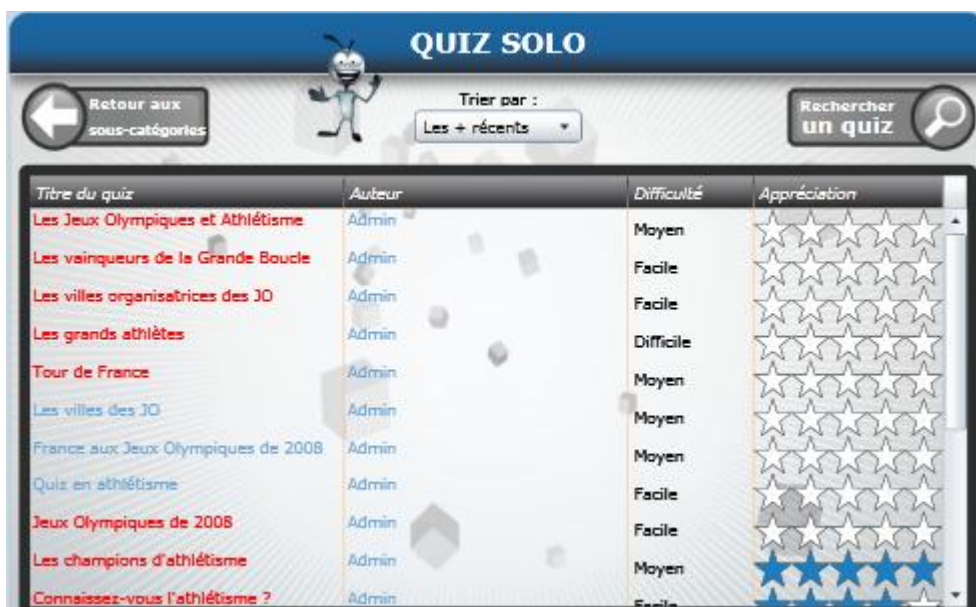 QUIZ SOLO
Retour aux
sous-catégories
Trier par :
Les + récents
Rechercher
un quiz
Titre du quiz Auteur Difficulté Appréciation
Les Jeux Olympiques et Athlétisme Admin Moyen
Les vainqueurs de la Grande Boucle Admin Facile
Les villes organisatrices des JO Admin Facile
Les grands athlètes Admin Difficile
Tour de France Admin Moyen
Les villes des JO Admin Moyen
France aux Jeux Olympiques de 2008 Admin Moyen
Quiz en athlétisme Admin Facile
Jeux Olympiques de 2008 Admin Facile
Les champions d'athlétisme Admin Moyen
Connaissez-vous l'athlétisme ? Admin Facile